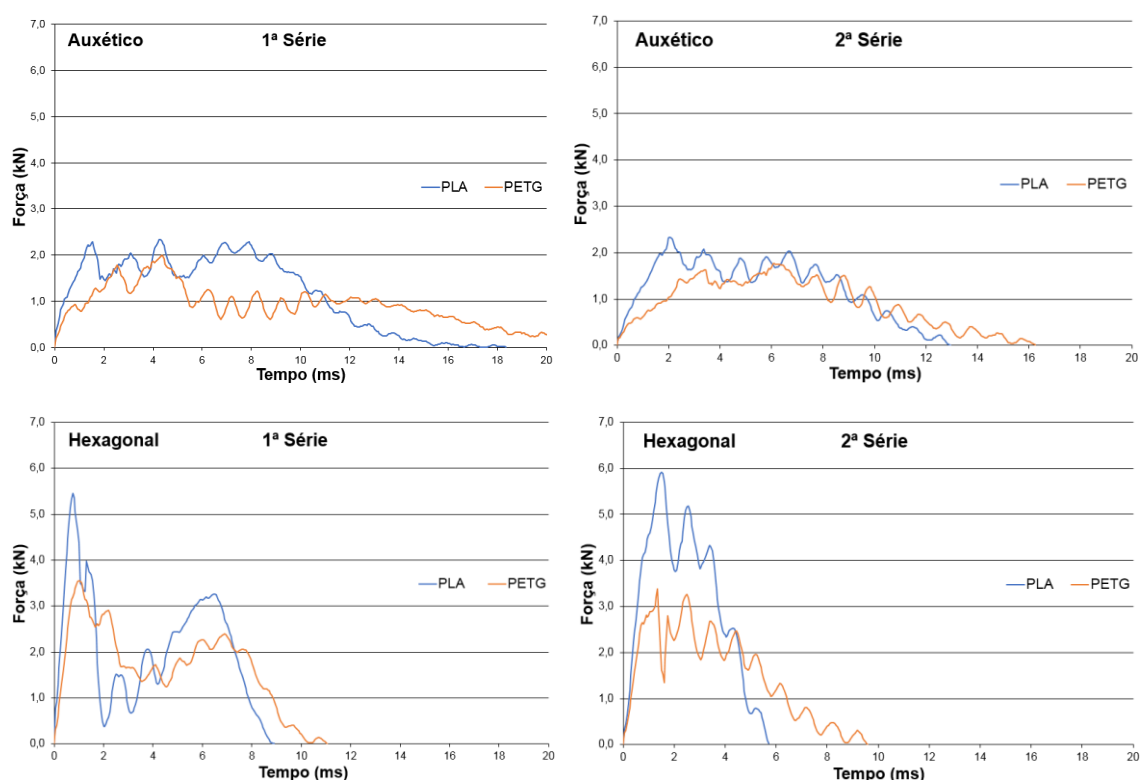 7,0
Auxético 1ª Série
6,0
5,0
4,0
PLA PETG
3,0
2,0
1,0
0,0
0 2 4 6 8 10 12 14 16 18 20
Força (kN)
Tempo (ms)
7,0
Auxético 2ª Série
6,0
5,0
4,0
PLA PETG
3,0
2,0
1,0
0,0
0 2 4 6 8 10 12 14 16 18 20
Força (kN)
Tempo (ms)
7,0
Hexagonal 1ª Série
6,0
5,0
4,0
PLA PETG
3,0
2,0
1,0
0,0
0 2 4 6 8 10 12 14 16 18 20
Força (kN)
Tempo (ms)
7,0
Hexagonal 2ª Série
6,0
5,0
4,0
PLA PETG
3,0
2,0
1,0
0,0
0 2 4 6 8 10 12 14 16 18 20
Força (kN)
Tempo (ms)